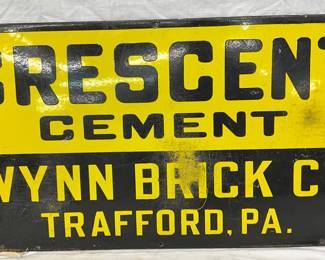 CRESCENT
CEMENT
WYNN BRICK C
TRAFFORD, PA.